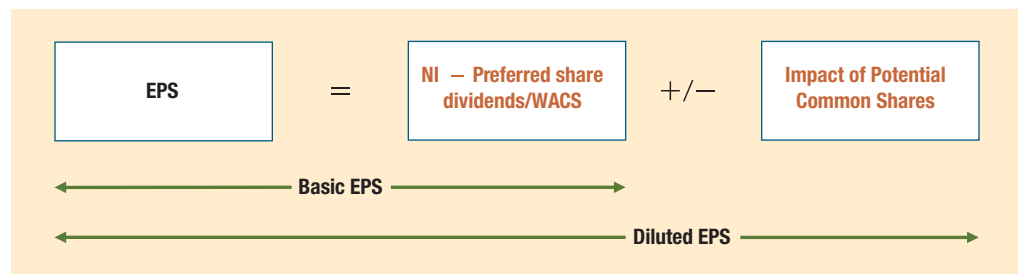 EPS
=
NI – Preferred share
dividends/WACS
+/–
Impact of Potential
Common Shares
Basic EPS
Diluted EPS